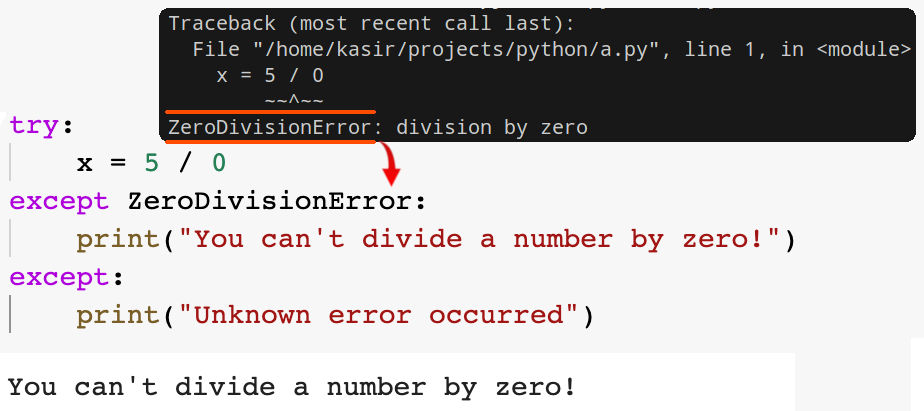 Traceback (most recent call last):
  File "/home/kasir/projects/python/a.py", line 1, in <module>
    x = 5 / 0
        ~~^~~
ZeroDivisionError: division by zero
try:
    x = 5 / 0
except ZeroDivisionError:
    print("You can't divide a number by zero!")
except:
    print("Unknown error occurred")
You can't divide a number by zero!